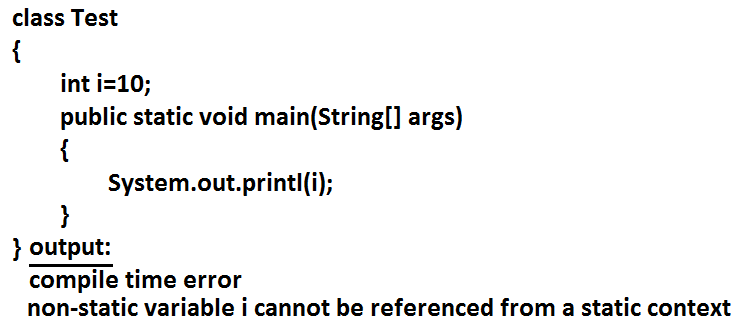 class Test
{
int i=10;
public static void main(String[] args)
{
System.out.printl(i);
}
} output:
compile time error
non-static variable i cannot be referenced from a static context